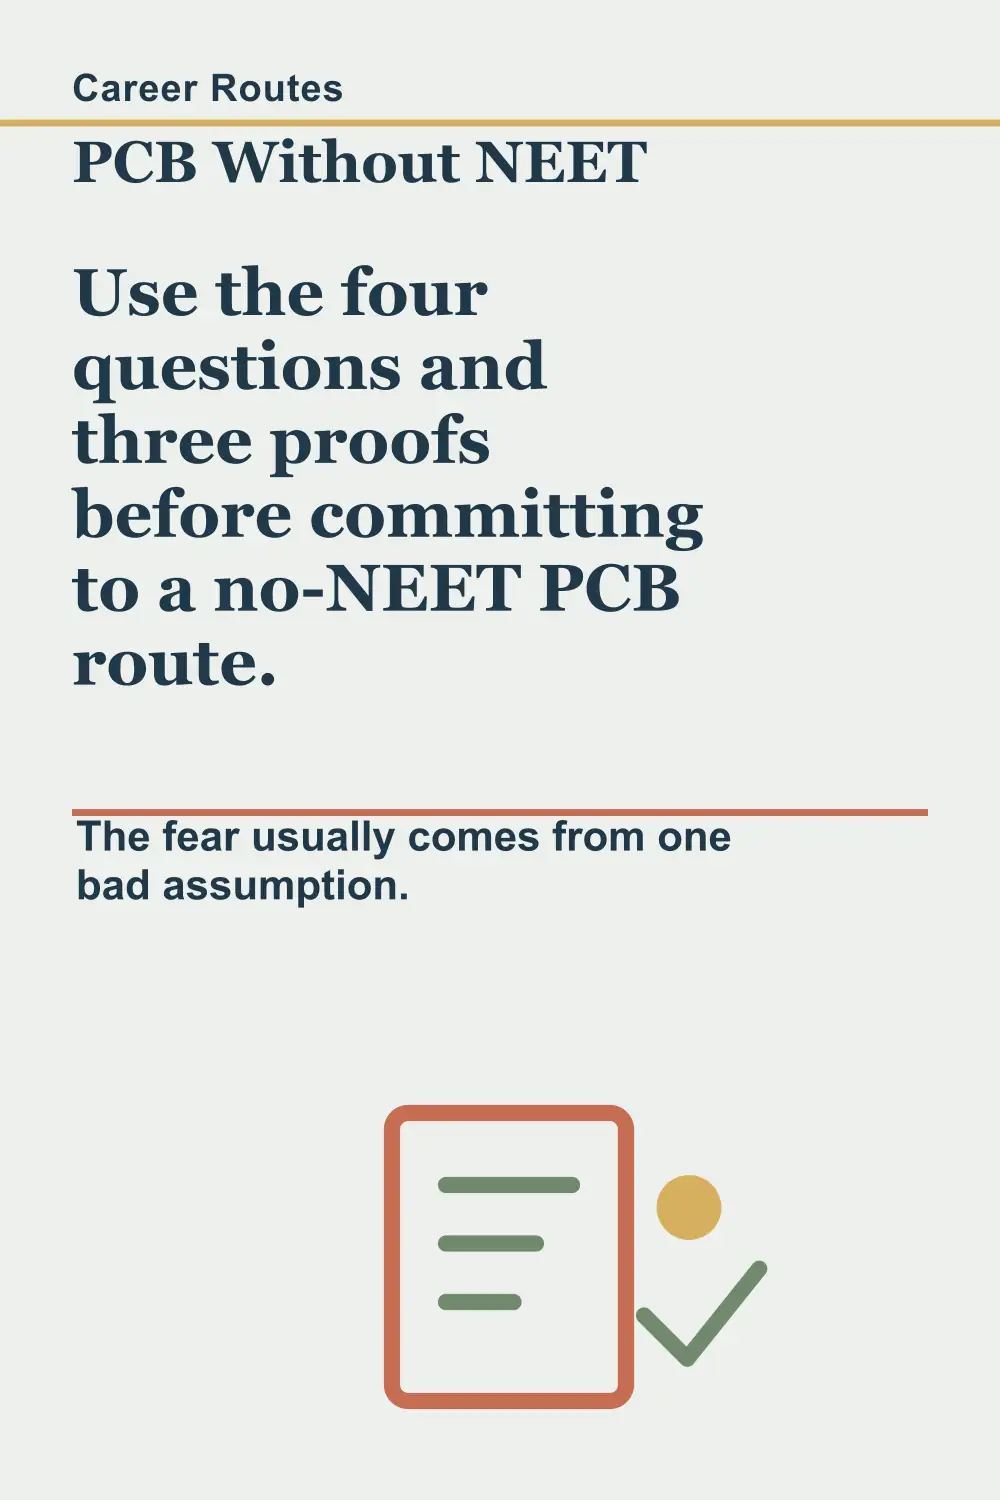 Career Routes
PCB Without NEET
Use the four
questions and
three proofs
before committing
to a no-NEET PCB
route.
The fear usually comes from one
bad assumption.